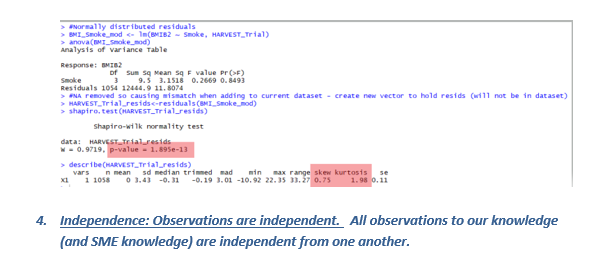 > #Normally distributed residuals
> BMI_Smoke_mod <- lm(BMIB2 ~ Smoke, HARVEST_Trial)
> anova(BMI_Smoke_mod)
Analysis of Variance Table
Response: BMIB2
Df Sum Sq Mean Sq F value Pr(>F)
Smoke 3 9.5 3.1518 0.2669 0.8493
Residuals 1054 12444.9 11.8074
> #NA removed so causing mismatch when adding to current dataset - create new vector to hold resids (will not be in dataset)
> HARVEST_Trial_resids<-residuals(BMI_Smoke_mod)
> shapiro.test(HARVEST_Trial_resids)
Shapiro-Wilk normality test
data: HARVEST_Trial_resids
W = 0.9719, p-value = 1.895e-13
> describe(HARVEST_Trial_resids)
vars n mean sd median trimmed mad min max range skew kurtosis se
X1 1 1058 0 3.43 -0.31 -0.19 3.01 -10.92 22.35 33.27 0.75 1.98 0.11
4. Independence: Observations are independent. All observations to our knowledge
(and SME knowledge) are independent from one another.